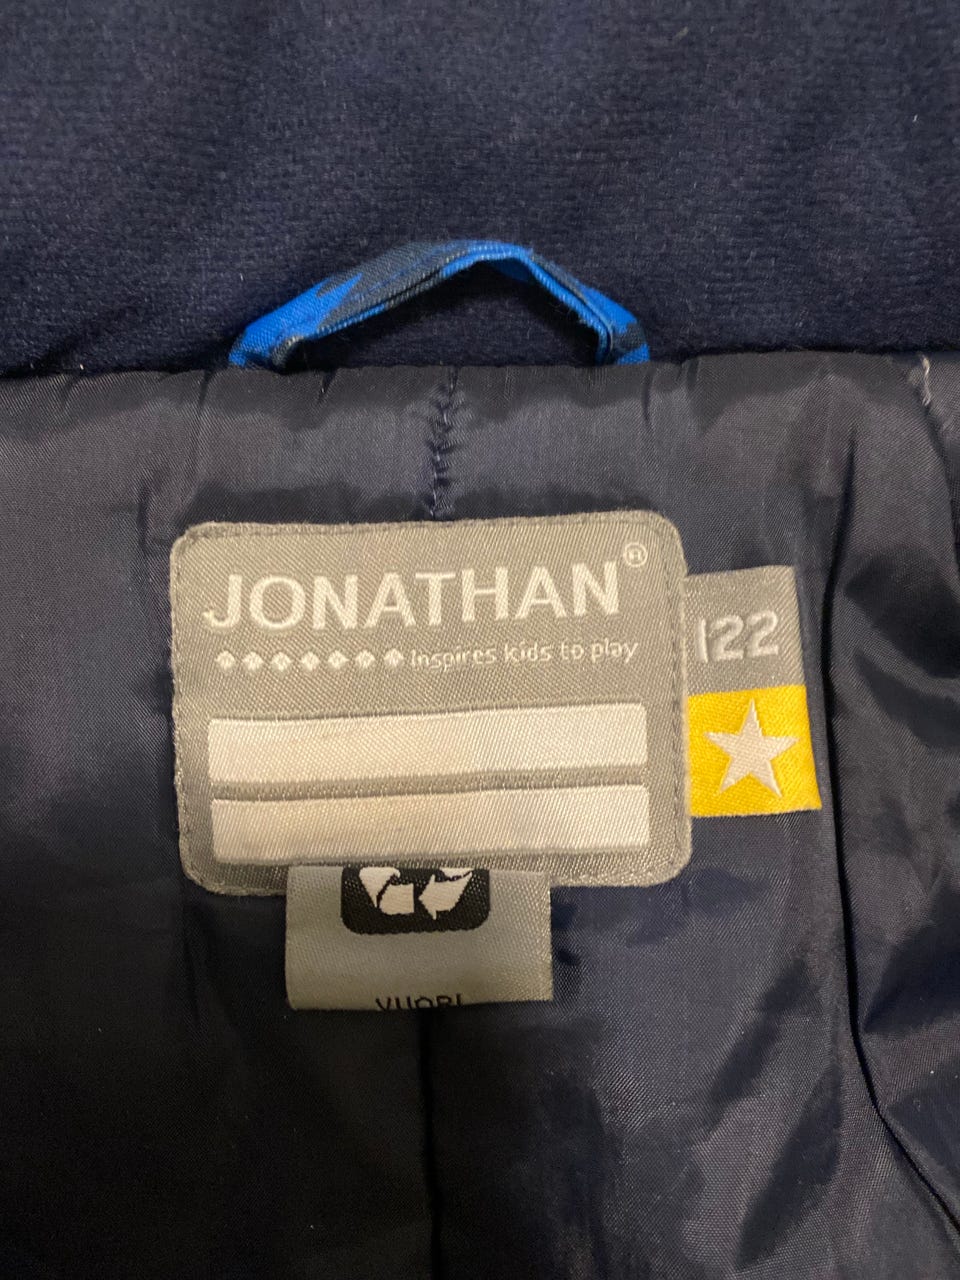 JONATHAN®
Inspires kids to play
122
VUORI